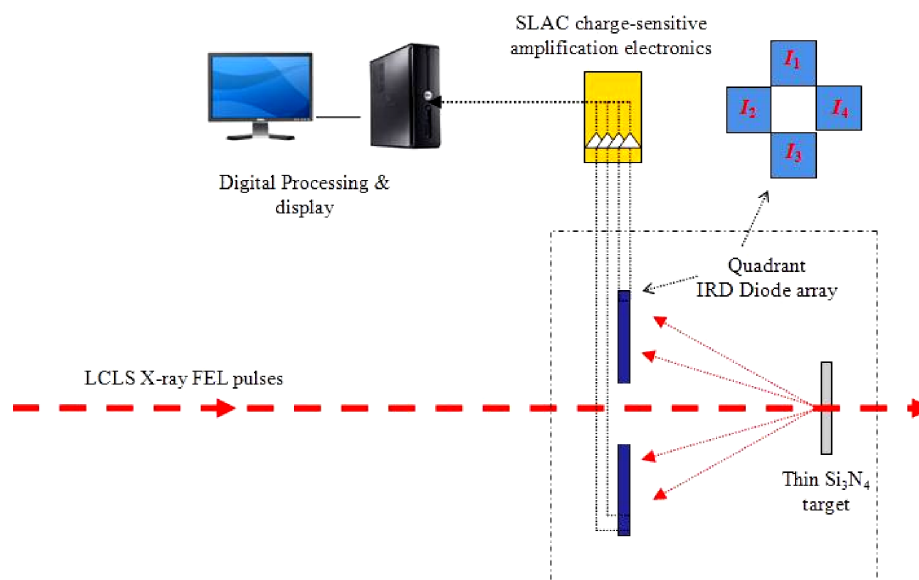 SLAC charge-sensitive
amplification electronics
I₁
I₂
I₄
I₃
Digital Processing &
display
Quadrant
IRD Diode array
LCLS X-ray FEL pulses
Thin Si₃N₄
target